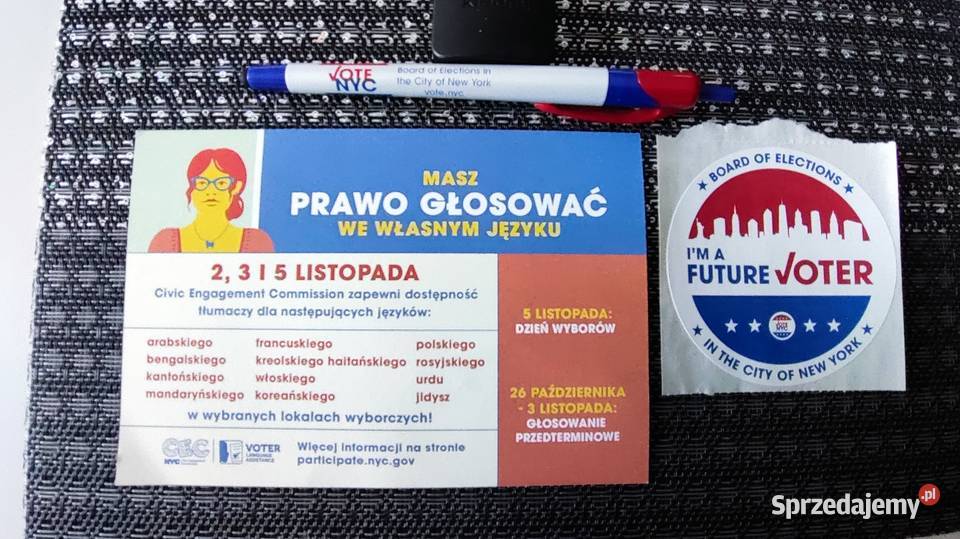 VOTE
NYC
Board of Elections in
the City of New York
vote.nyc
MASZ
PRAWO GŁOSOWAĆ
WE WŁASNYM JĘZYKU
2, 3 I 5 LISTOPADA
Civic Engagement Commission zapewni dostępność
tłumaczy dla następujących języków:
arabskiego
bengalskiego
kantońskiego
mandaryńskiego
francuskiego
kreolskiego haitańskiego
włoskiego
koreańskiego
polskiego
rosyjskiego
urdu
jidysz
w wybranych lokalach wyborczych!
CEC
NYC
VOTER
LANGUAGE
ASSISTANCE
Więcej informacji na stronie
participate.nyc.gov
5 LISTOPADA:
DZIEŃ WYBORÓW
26 PAŹDZIERNIKA
- 3 LISTOPADA:
GŁOSOWANIE
PRZEDTERMINOWE
BOARD OF ELECTIONS
I'M A
FUTURE VOTER
VOTE
NYC
IN THE CITY OF NEW YORK
Sprzedajemy.pl